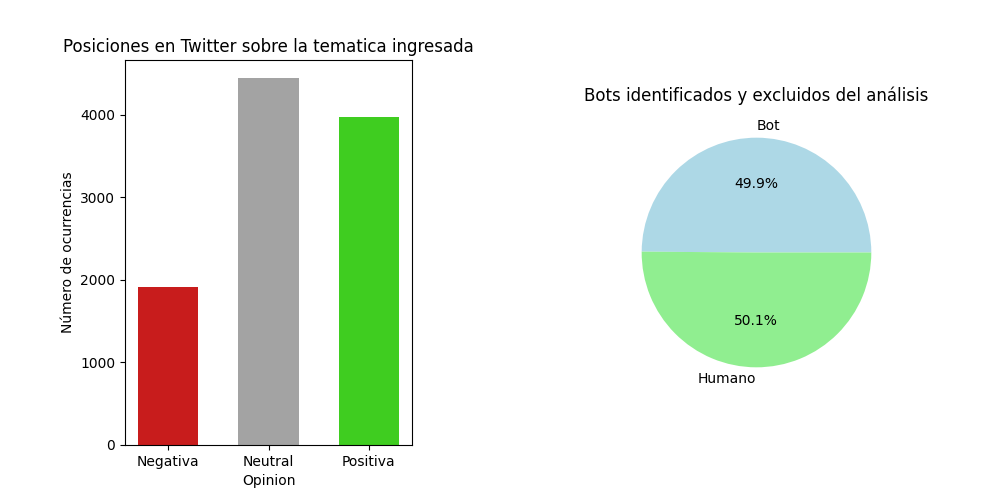 Posiciones en Twitter sobre la tematica ingresada
Número de ocurrencias
4000
3000
2000
1000
0
Negativa
Neutral
Positiva
Opinion
Bots identificados y excluidos del análisis
Bot
49.9%
50.1%
Humano